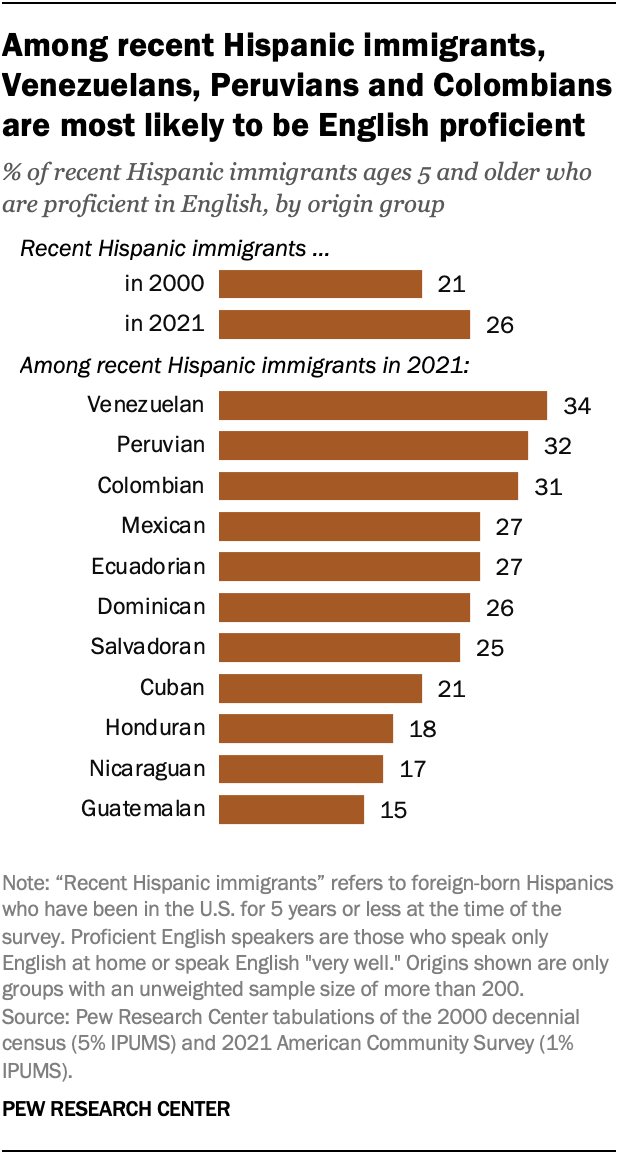 Among recent Hispanic immigrants,
Venezuelans, Peruvians and Colombians
are most likely to be English proficient
% of recent Hispanic immigrants ages 5 and older who
are proficient in English, by origin group
Recent Hispanic immigrants ...
in 2000 21
in 2021 26
Among recent Hispanic immigrants in 2021:
Venezuelan 34
Peruvian 32
Colombian 31
Mexican 27
Ecuadorian 27
Dominican 26
Salvadoran 25
Cuban 21
Honduran 18
Nicaraguan 17
Guatemalan 15
Note: “Recent Hispanic immigrants” refers to foreign-born Hispanics
who have been in the U.S. for 5 years or less at the time of the
survey. Proficient English speakers are those who speak only
English at home or speak English "very well." Origins shown are only
groups with an unweighted sample size of more than 200.
Source: Pew Research Center tabulations of the 2000 decennial
census (5% IPUMS) and 2021 American Community Survey (1%
IPUMS).
PEW RESEARCH CENTER